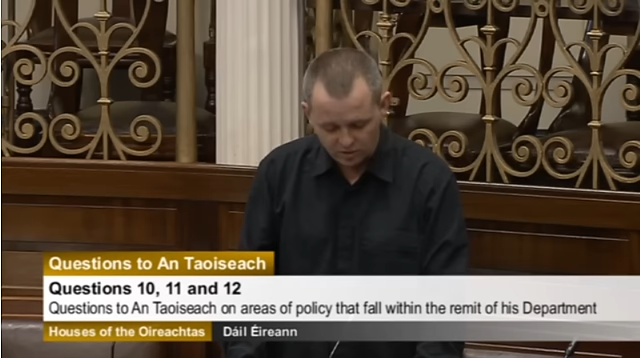 Questions to An Taoiseach
Questions 10, 11 and 12
Questions to An Taoiseach on areas of policy that fall within the remit of his Department
Houses of the Oireachtas Dáil Éireann